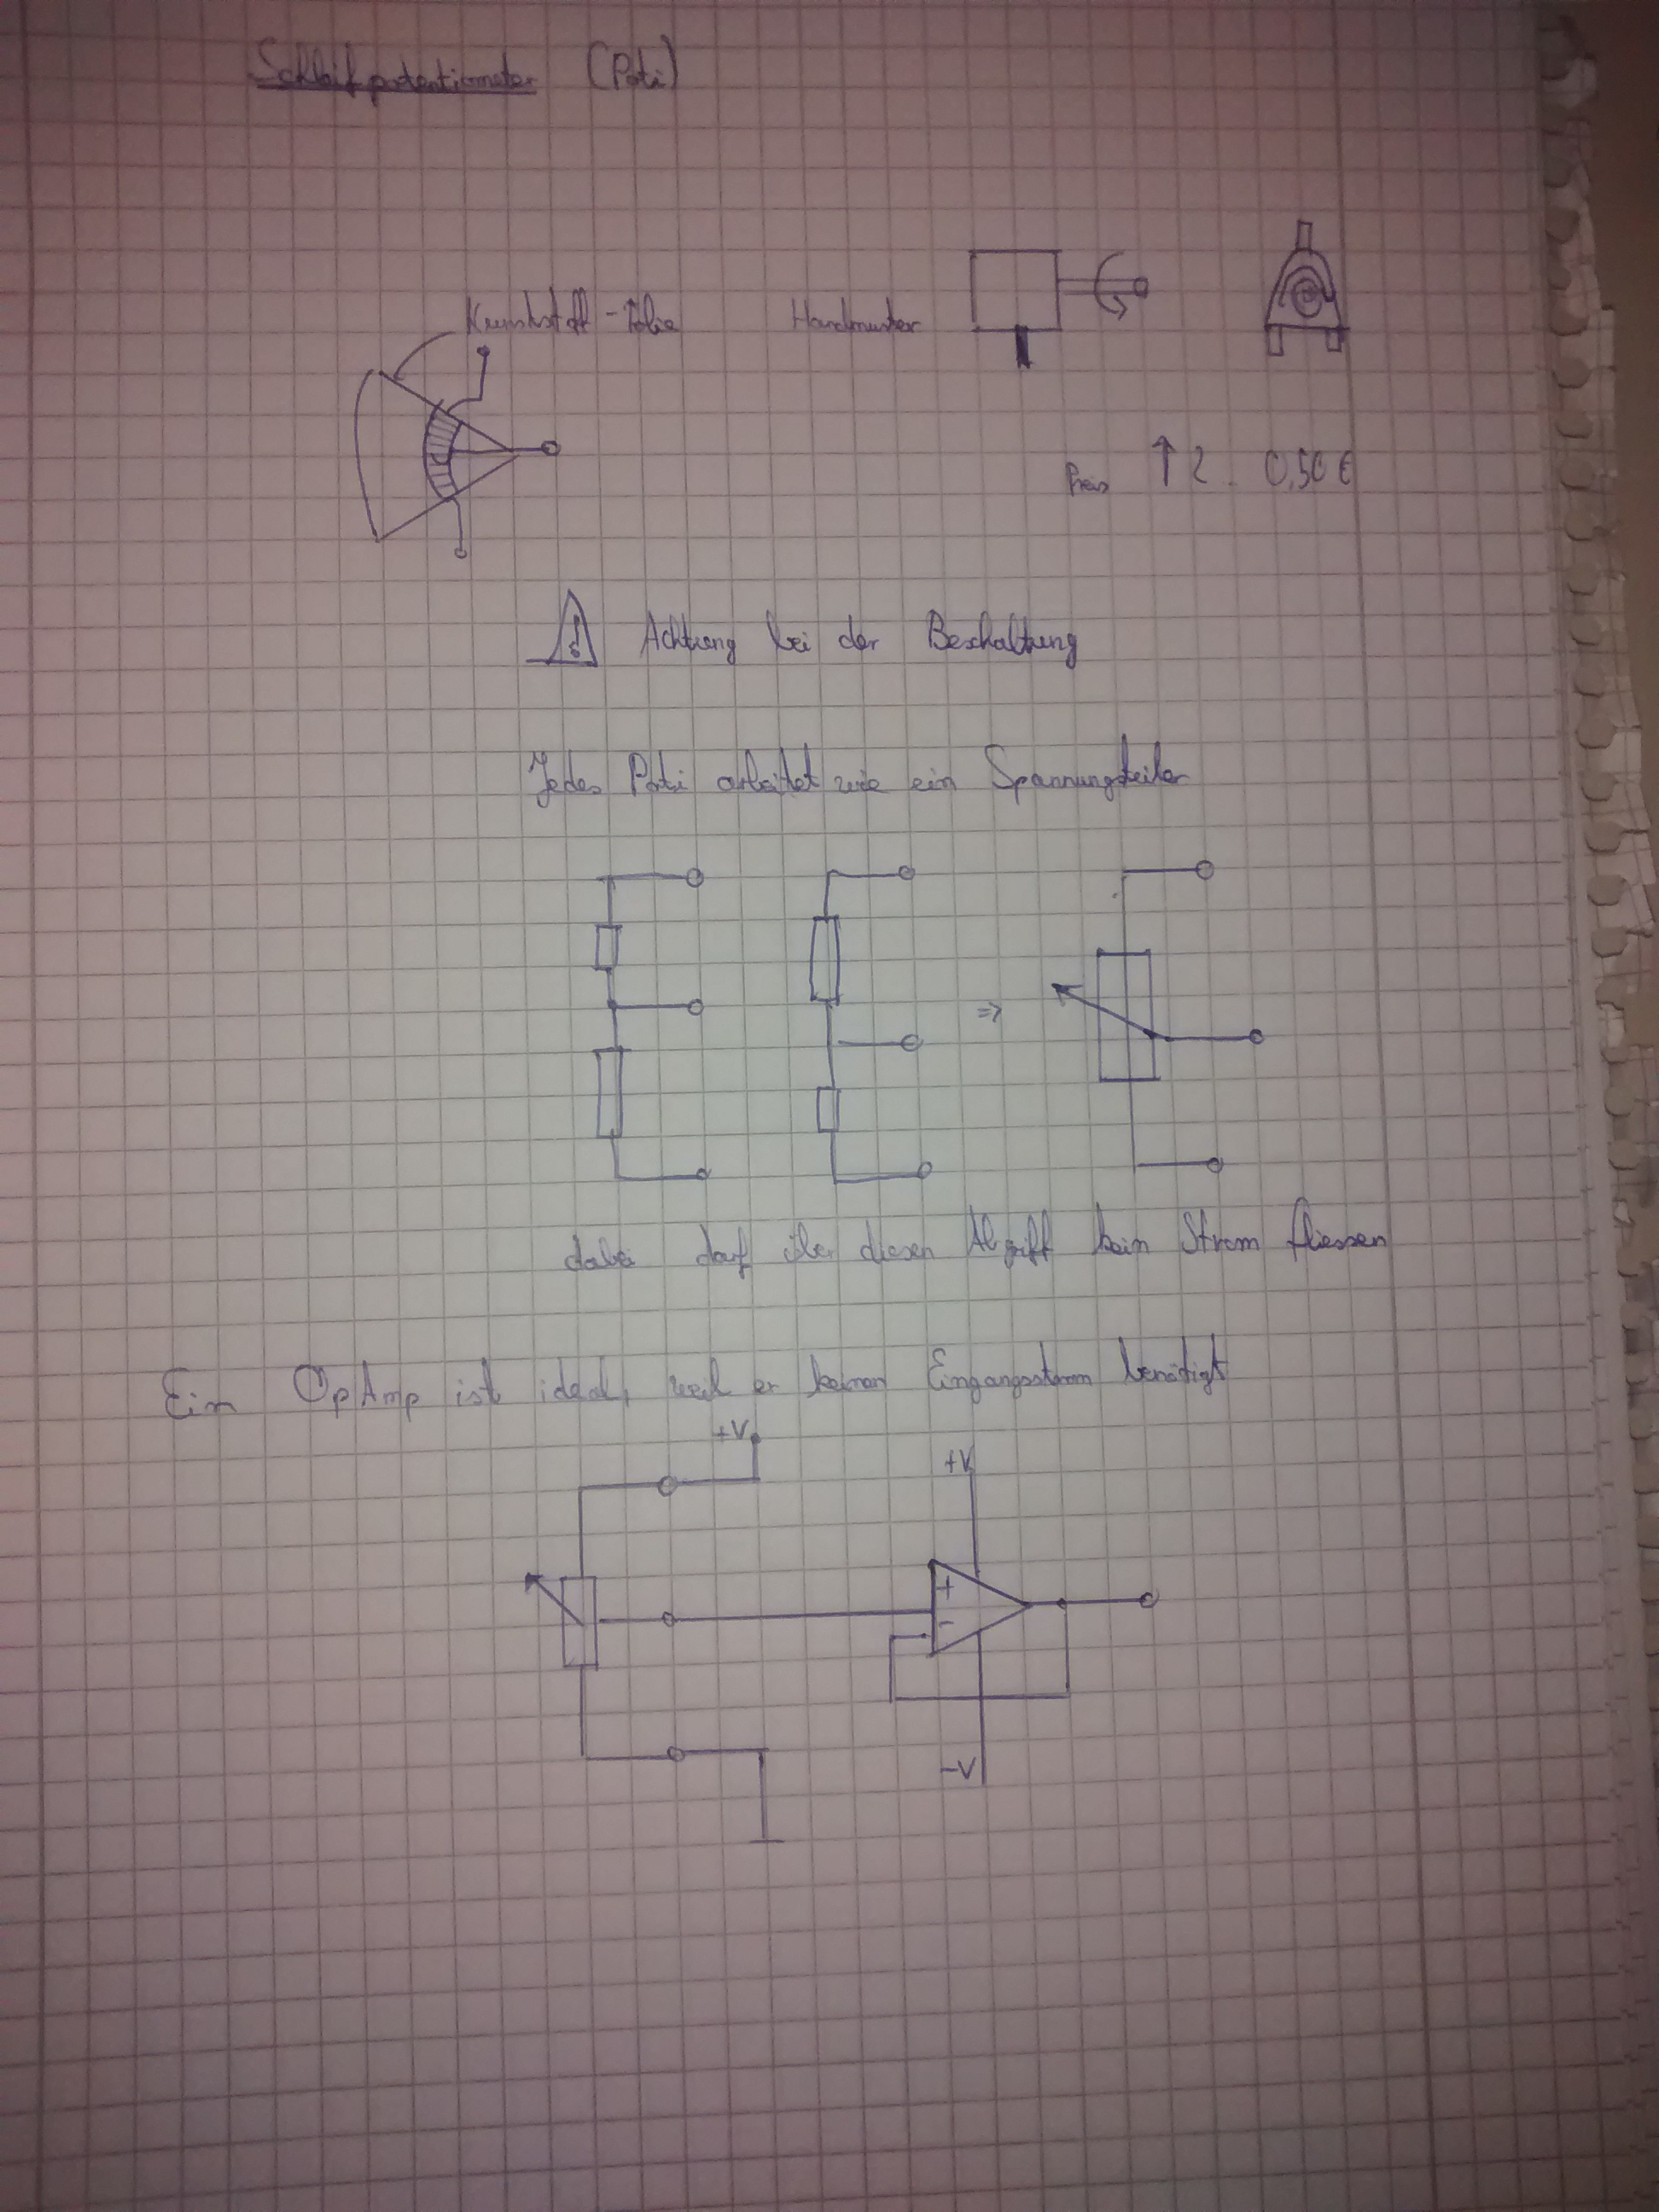 Schleifpotentiometer (Poti)
Kunststoff-Folie
Handmuster
Preis ↑ 0,50 €
Achtung bei der Beschaltung
Jedes Poti arbeitet wie ein Spannungsteiler
⇒
dabei darf über diesen Abgriff kein Strom fliessen
Ein OpAmp ist ideal, weil er keinen Eingangsstrom benötigt
+V
+V
+
-
-V